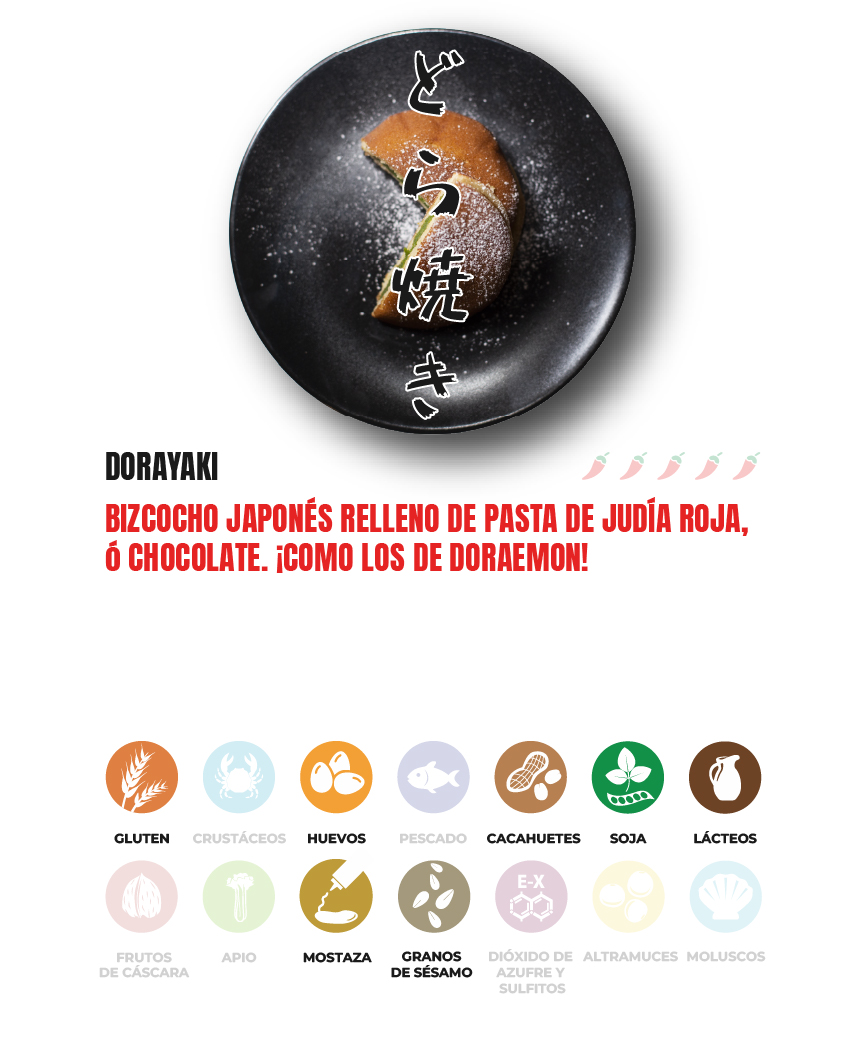 どら焼き
DORAYAKI
BIZCOCHO JAPONÉS RELLENO DE PASTA DE JUDÍA ROJA,
Ó CHOCOLATE. ¡COMO LOS DE DORAEMON!
GLUTEN CRUSTÁCEOS HUEVOS PESCADO CACAHUETES SOJA LÁCTEOS
E-X
FRUTOS
DE CÁSCARA
APIO
MOSTAZA
GRANOS
DE SÉSAMO
DIÓXIDO DE
AZUFRE Y
SULFITOS
ALTRAMUCES
MOLUSCOS